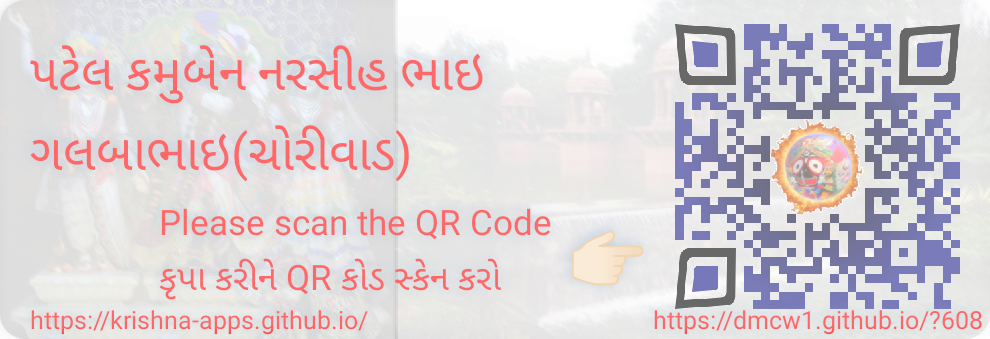 પટેલ કમુબેન નરસીહ ભાઇ
ગલબાભાઇ(ચોરીવાડ)
Please scan the QR Code
કૃપા કરીને QR કોડ સ્કેન કરો
https://krishna-apps.github.io/
https://dmcw1.github.io/?608